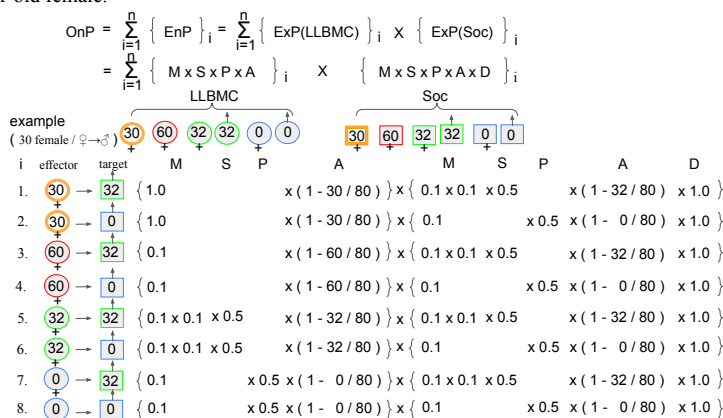 r old female.
OnP = n Σ i=1 { EnP } i = n Σ i=1 { ExP(LLBMC) } i X { ExP(Soc) } i
= n Σ i=1 { M x S x P x A } i X { M x S x P x A x D } i
LLBMC Soc
example
( 30 female / ♀→♂ ) 30 60 32 32 0 0 30 60 32 32 0 0
+ + + + + + + +
i effector target M S P A M S P A D
1. 30 → 32 { 1.0 x ( 1 - 30 / 80 ) } x { 0.1 x 0.1 x 0.5 x ( 1 - 32 / 80 ) x 1.0 }
2. 30 → 0 { 1.0 x ( 1 - 30 / 80 ) } x { 0.1 x 0.5 x ( 1 - 0 / 80 ) x 1.0 }
3. 60 → 32 { 0.1 x ( 1 - 60 / 80 ) } x { 0.1 x 0.1 x 0.5 x ( 1 - 32 / 80 ) x 1.0 }
4. 60 → 0 { 0.1 x ( 1 - 60 / 80 ) } x { 0.1 x 0.5 x ( 1 - 0 / 80 ) x 1.0 }
5. 32 → 32 { 0.1 x 0.1 x 0.5 x ( 1 - 32 / 80 ) } x { 0.1 x 0.1 x 0.5 x ( 1 - 32 / 80 ) x 1.0 }
6. 32 → 0 { 0.1 x 0.1 x 0.5 x ( 1 - 32 / 80 ) } x { 0.1 x 0.5 x ( 1 - 0 / 80 ) x 1.0 }
7. 0 → 32 { 0.1 x 0.5 x ( 1 - 0 / 80 ) } x { 0.1 x 0.1 x 0.5 x ( 1 - 32 / 80 ) x 1.0 }
8. 0 → 0 { 0.1 x 0.5 x ( 1 - 0 / 80 ) } x { 0.1 x 0.5 x ( 1 - 0 / 80 ) x 1.0 }